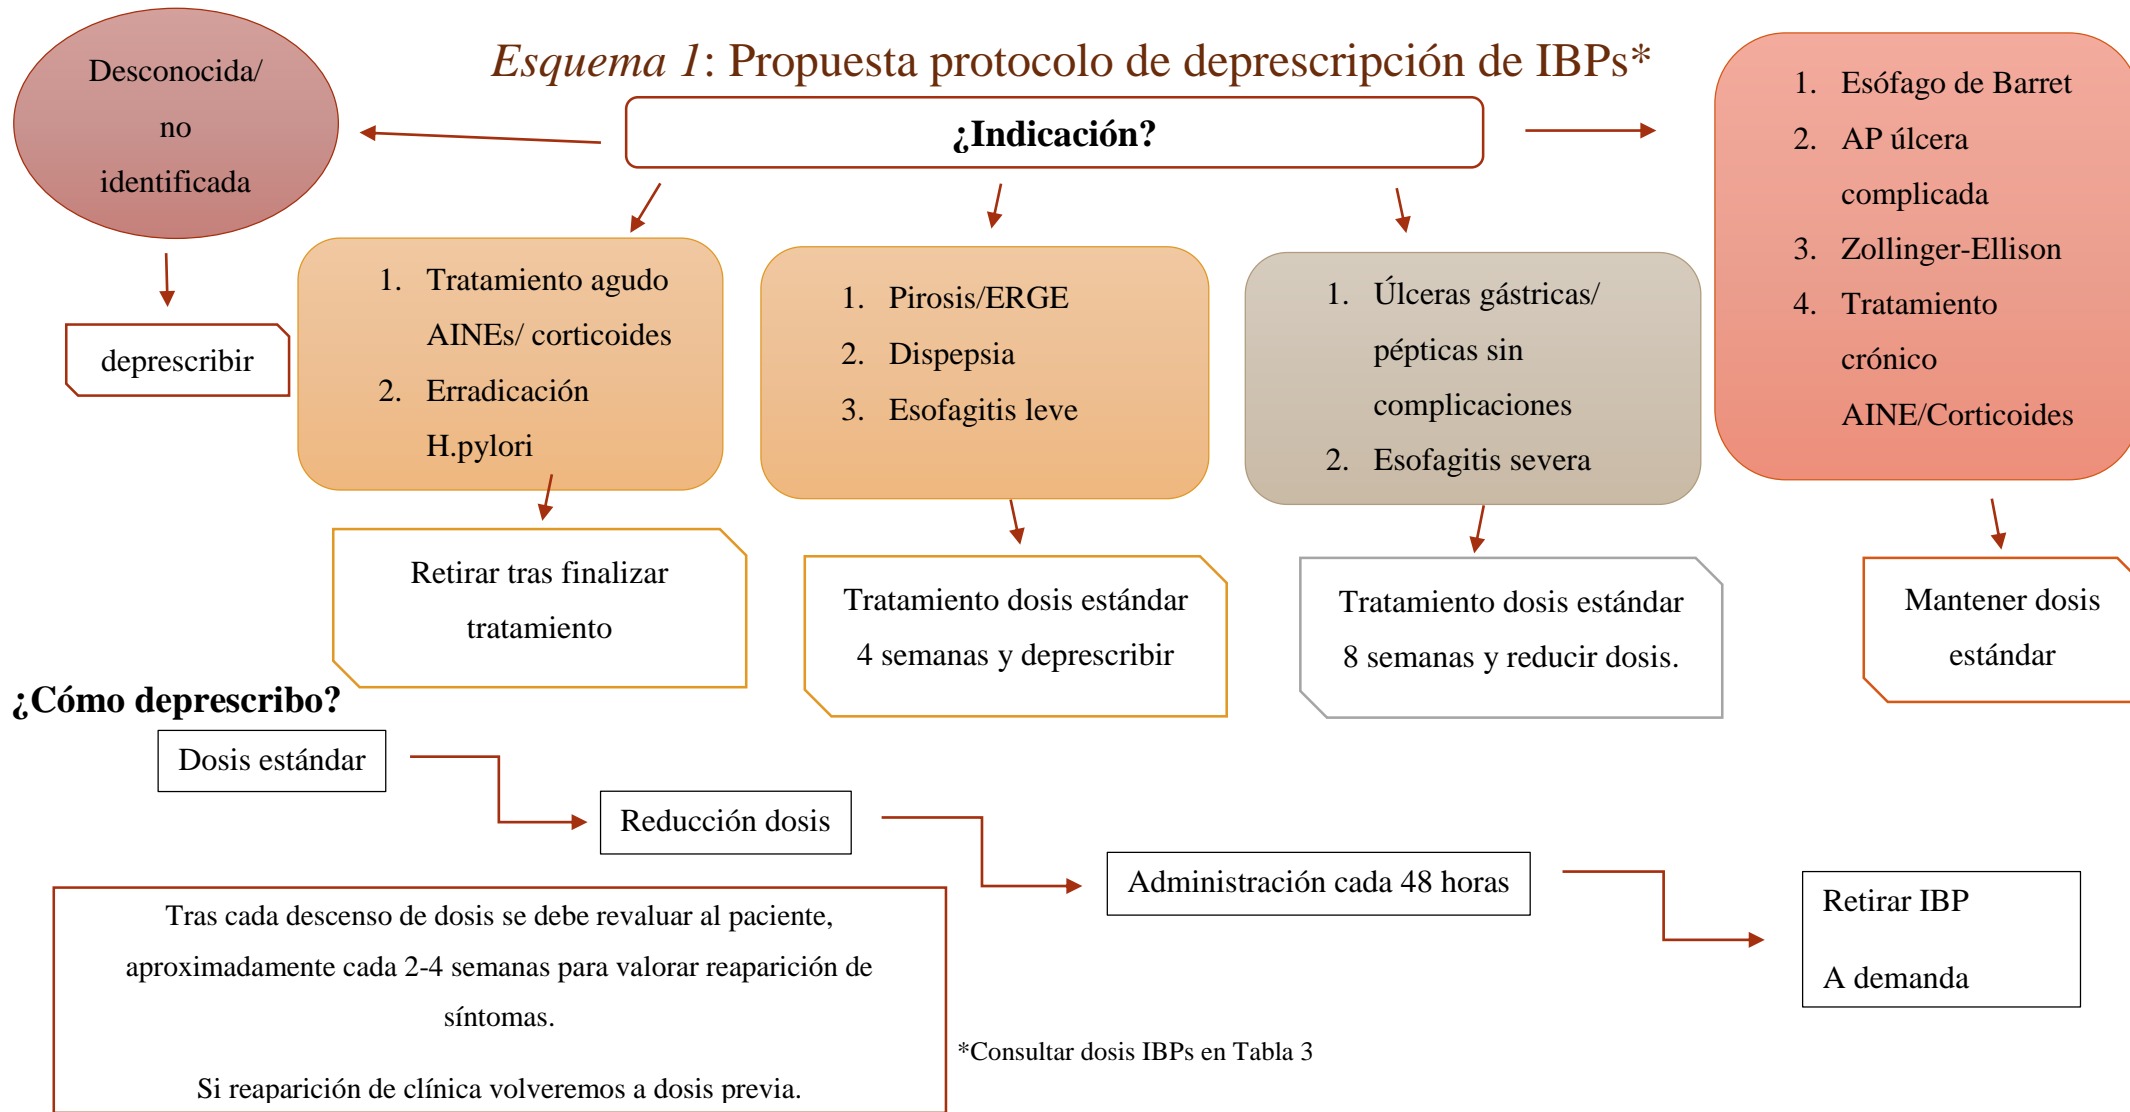 Esquema 1: Propuesta protocolo de deprescripción de IBPs*
¿Indicación?
Desconocida/
no
identificada
deprescribir
1. Tratamiento agudo
AINEs/ corticoides
2. Erradicación
H.pylori
Retirar tras finalizar
tratamiento
1. Pirosis/ERGE
2. Dispepsia
3. Esofagitis leve
Tratamiento dosis estándar
4 semanas y deprescribir
1. Úlceras gástricas/
pépticas sin
complicaciones
2. Esofagitis severa
Tratamiento dosis estándar
8 semanas y reducir dosis.
1. Esófago de Barret
2. AP úlcera
complicada
3. Zollinger-Ellison
4. Tratamiento
crónico
AINE/Corticoides
Mantener dosis
estándar
¿Cómo deprescribo?
Dosis estándar
Reducción dosis
Administración cada 48 horas
Retirar IBP
A demanda
Tras cada descenso de dosis se debe revaluar al paciente,
aproximadamente cada 2-4 semanas para valorar reaparición de
síntomas.
Si reaparición de clínica volveremos a dosis previa.
*Consultar dosis IBPs en Tabla 3